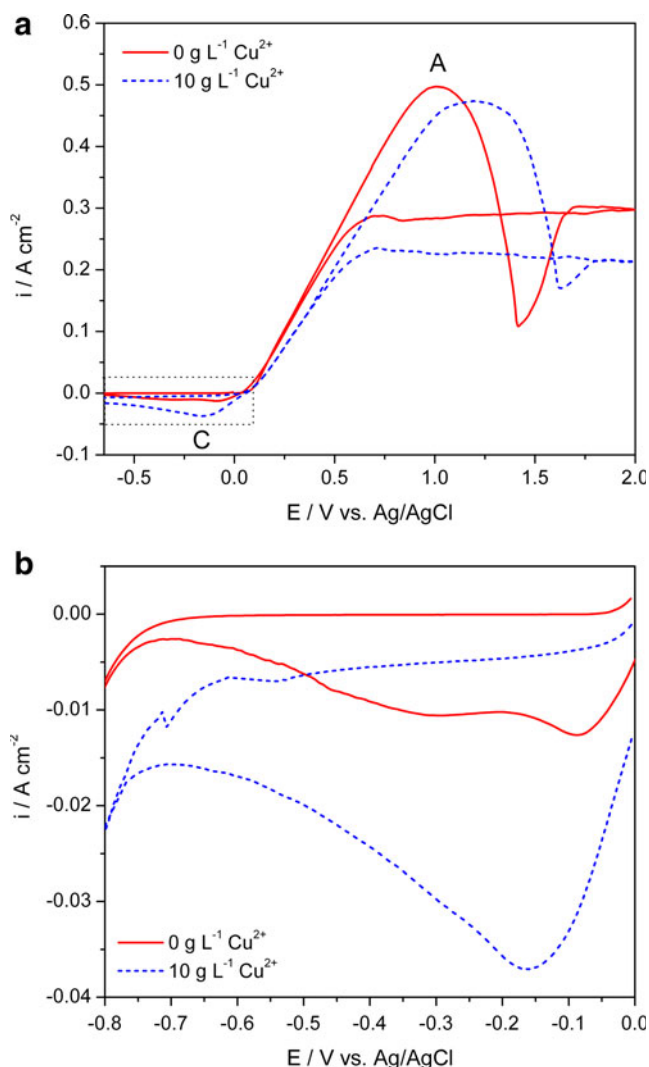 a
0 g L⁻¹ Cu²⁺
10 g L⁻¹ Cu²⁺
A
C
0.6
0.5
0.4
0.3
0.2
0.1
0.0
-0.1
i / A cm⁻²
-0.5 0.0 0.5 1.0 1.5 2.0
E / V vs. Ag/AgCl
b
0.00
-0.01
-0.02
-0.03
-0.04
i / A cm⁻²
0 g L⁻¹ Cu²⁺
10 g L⁻¹ Cu²⁺
-0.8 -0.7 -0.6 -0.5 -0.4 -0.3 -0.2 -0.1 0.0
E / V vs. Ag/AgCl